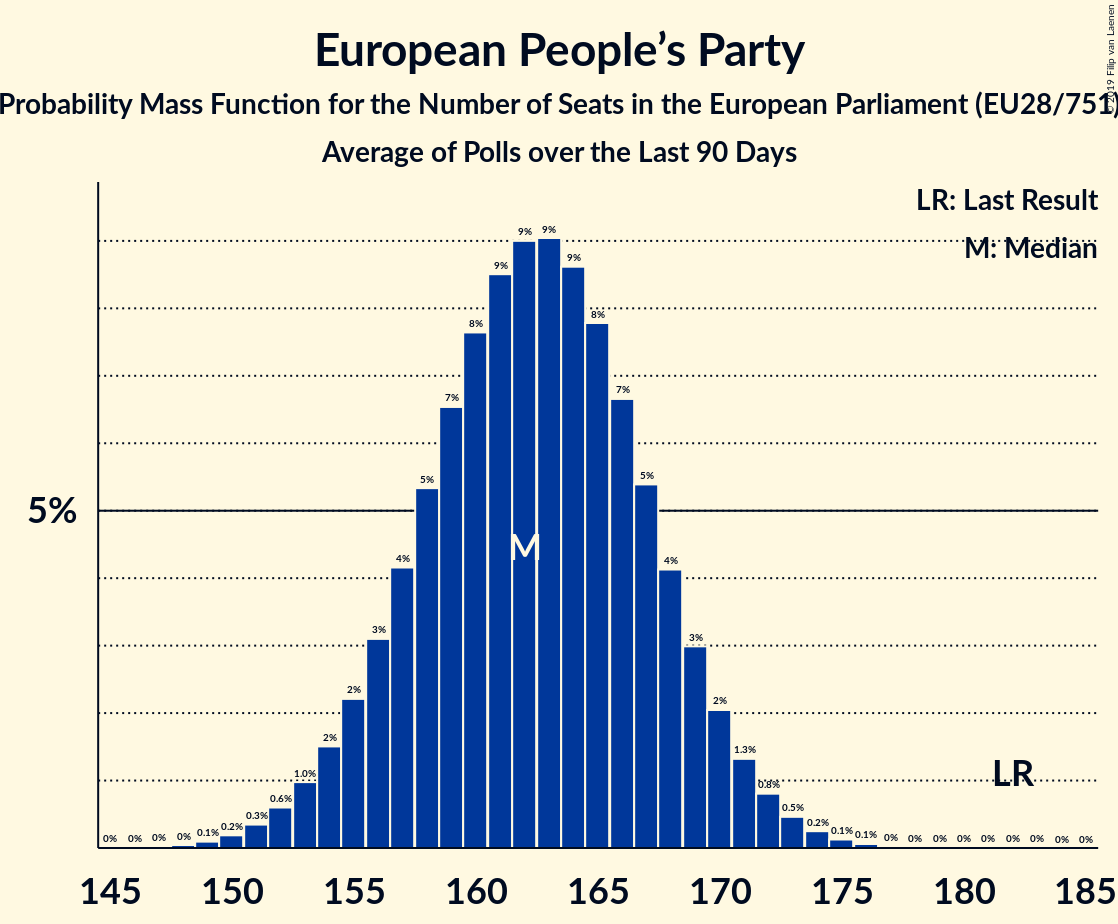 European People’s Party
Probability Mass Function for the Number of Seats in the European Parliament (EU28/751)
Average of Polls over the Last 90 Days
© 2019 Filip van Laenen
LR: Last Result
M: Median
5%
0% 0% 0% 0% 0.1% 0.2% 0.3% 0.6% 1.0% 2% 2% 3% 4% 5% 7% 8% 9% 9% 9% 9% 8% 7% 5% 4% 3% 2% 1.3% 0.8% 0.5% 0.2% 0.1% 0.1% 0% 0% 0% 0% 0% 0% 0% 0% 0%
M
LR
145 150 155 160 165 170 175 180 185